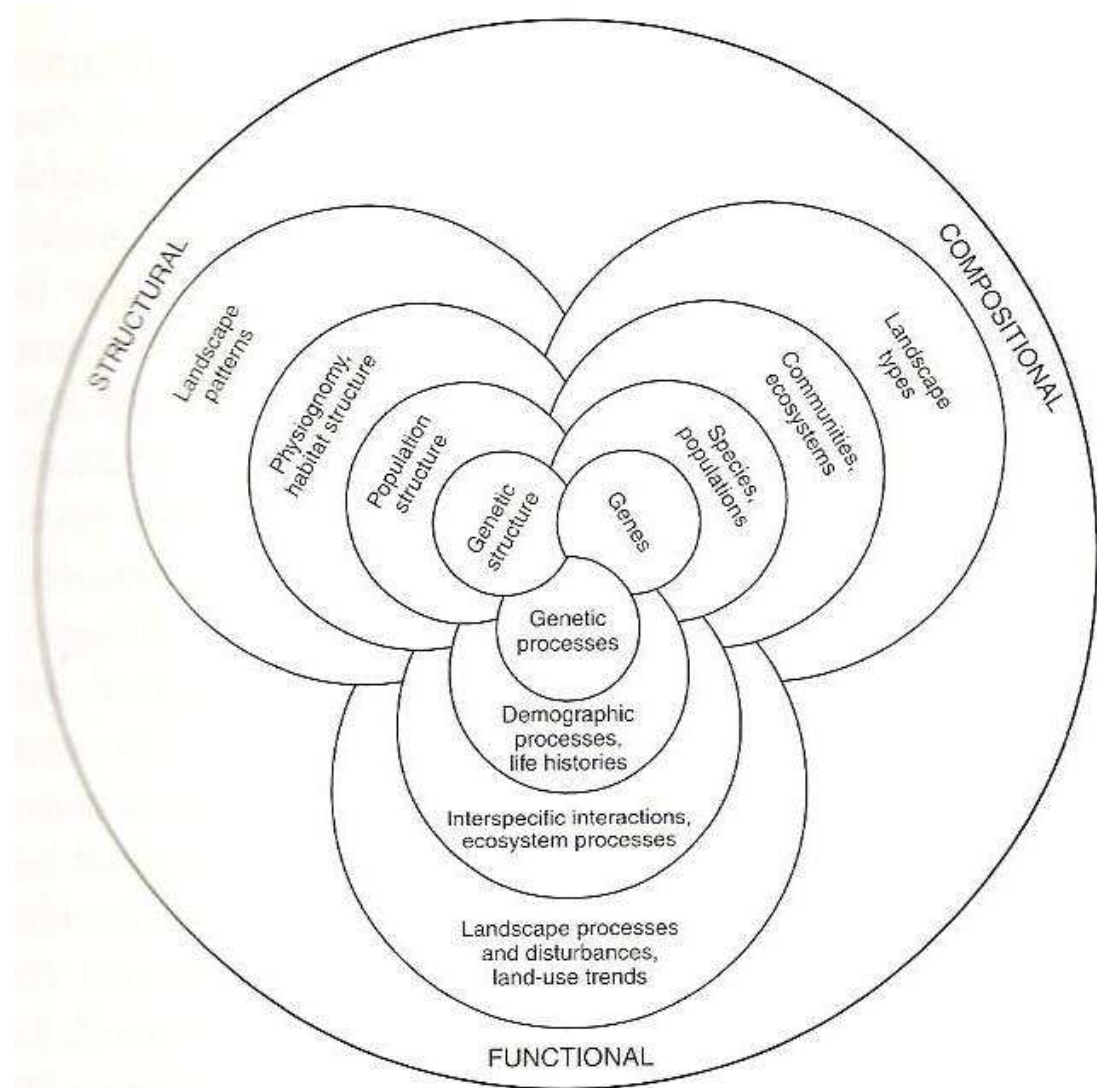 STRUCTURAL
Landscape
patterns
Physiognomy,
habitat structure
Population
structure
Genetic
structure
COMPOSITIONAL
Landscape
types
Communities,
ecosystems
Species,
populations
Genes
Genetic
processes
Demographic
processes,
life histories
Interspecific interactions,
ecosystem processes
Landscape processes
and disturbances,
land-use trends
FUNCTIONAL